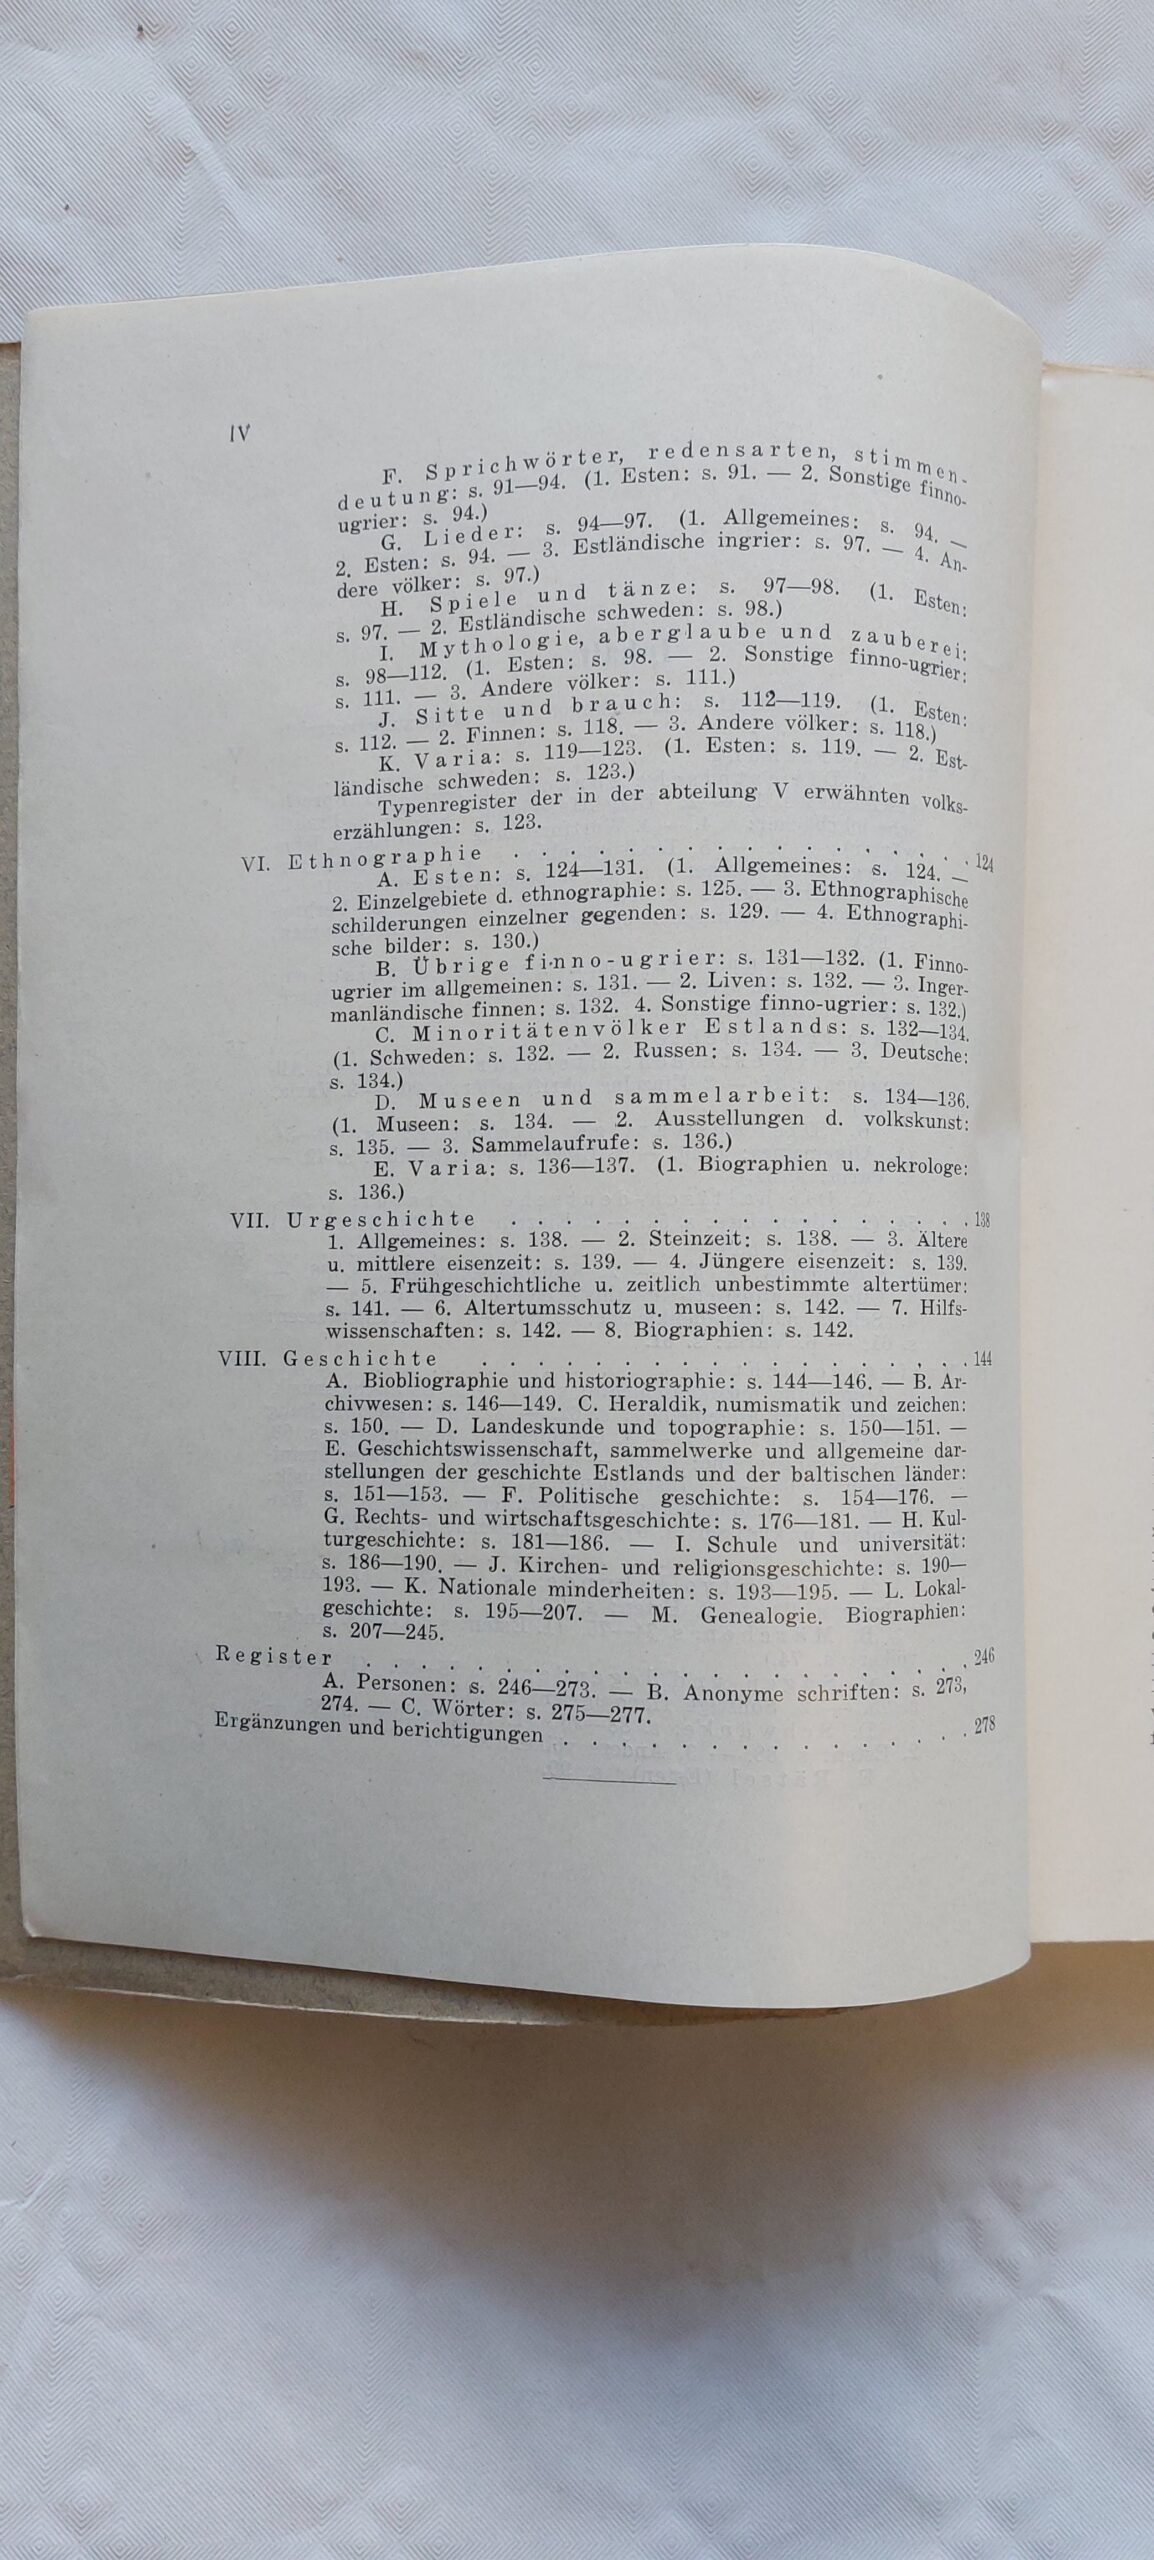 IV
F. Sprichwörter, redensarten, stimmen-
deutung: s. 91—94. (1. Esten: s. 91. — 2. Sonstige finno-
ugrier: s. 94.)
G. Lieder: s. 94—97. (1. Allgemeines: s. 94. —
2. Esten: s. 94. — 3. Estländische ingrier: s. 97. — 4. An-
dere völker: s. 97.)
H. Spiele und tänze: s. 97—98. (1. Esten:
s. 97. — 2. Estländische schweden: s. 98.)
I. Mythologie, aberglaube und zauberei:
s. 98—112. (1. Esten: s. 98. — 2. Sonstige finno-ugrier:
s. 111. — 3. Andere völker: s. 111.)
J. Sitte und brauch: s. 112—119. (1. Esten:
s. 112. — 2. Finnen: s. 118. — 3. Andere völker: s. 118.)
K. Varia: s. 119—123. (1. Esten: s. 119. — 2. Est-
ländische schweden: s. 123.)
Typenregister der in der abteilung V erwähnten volks-
erzählungen: s. 123.
VI. Ethnographie . . . . . . . . . . . . 124
A. Esten: s. 124—131. (1. Allgemeines: s. 124. —
2. Einzelgebiete d. ethnographie: s. 125. — 3. Ethnographische
schilderungen einzelner gegenden: s. 129. — 4. Ethnographi-
sche bilder: s. 130.)
B. Übrige finno-ugrier: s. 131—132. (1. Finno-
ugrier im allgemeinen: s. 131. — 2. Liven: s. 132. — 3. Inger-
manländische finnen: s. 132. 4. Sonstige finno-ugrier: s. 132.)
C. Minoritätenvölker Estlands: s. 132—134.
(1. Schweden: s. 132. — 2. Russen: s. 134. — 3. Deutsche:
s. 134.)
D. Museen und sammelarbeit: s. 134—136.
(1. Museen: s. 134. — 2. Ausstellungen d. volkskunst:
s. 135. — 3. Sammelaufrufe: s. 136.)
E. Varia: s. 136—137. (1. Biographien u. nekrologe:
s. 136.)
VII. Urgeschichte . . . . . . . . . . . . 138
1. Allgemeines: s. 138. — 2. Steinzeit: s. 138. — 3. Ältere
u. mittlere eisenzeit: s. 139. — 4. Jüngere eisenzeit: s. 139.
— 5. Frühgeschichtliche u. zeitlich unbestimmte altertümer:
s. 141. — 6. Altertumsschutz u. museen: s. 142. — 7. Hilfs-
wissenschaften: s. 142. — 8. Biographien: s. 142.
VIII. Geschichte . . . . . . . . . . . . 144
A. Biobliographie und historiographie: s. 144—146. — B. Ar-
chivwesen: s. 146—149. C. Heraldik, numismatik und zeichen:
s. 150. — D. Landeskunde und topographie: s. 150—151. —
E. Geschichtswissenschaft, sammelwerke und allgemeine dar-
stellungen der geschichte Estlands und der baltischen länder:
s. 151—153. — F. Politische geschichte: s. 154—176. —
G. Rechts- und wirtschaftsgeschichte: s. 176—181. — H. Kul-
turgeschichte: s. 181—186. — I. Schule und universität:
s. 186—190. — J. Kirchen- und religionsgeschichte: s. 190—
193. — K. Nationale minderheiten: s. 193—195. — L. Lokal-
geschichte: s. 195—207. — M. Genealogie. Biographien:
s. 207—245.
Register . . . . . . . . . . . . 246
A. Personen: s. 246—273. — B. Anonyme schriften: s. 273,
274. — C. Wörter: s. 275—277.
Ergänzungen und berichtigungen . . . . . . . . . . 278